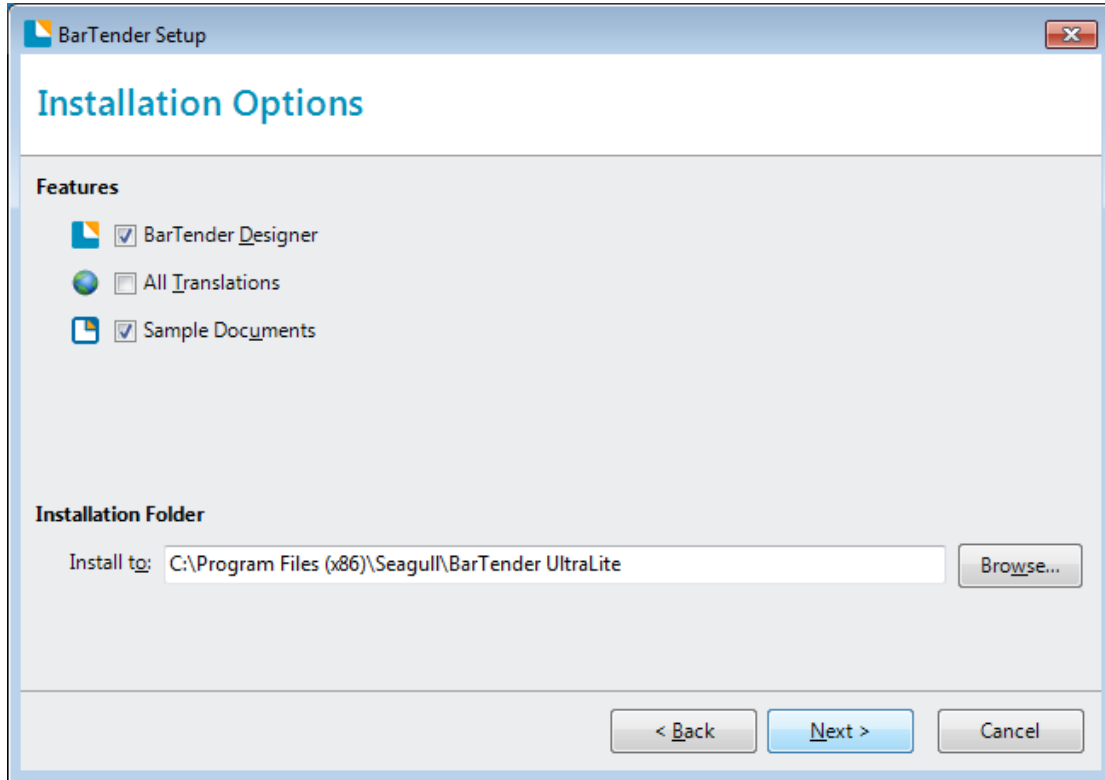 BarTender Setup
Installation Options
Features
BarTender Designer
All Translations
Sample Documents
Installation Folder
Install to: C:\Program Files (x86)\Seagull\BarTender UltraLite Browse...
< Back Next > Cancel